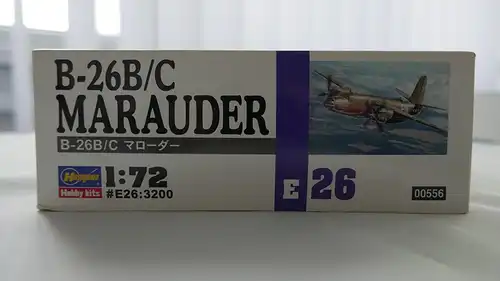 B-26B/C
MARAUDER
B-26B/C マローダー
Hasegawa
Hobby kits
1:72
#E26:3200
E 26
00556